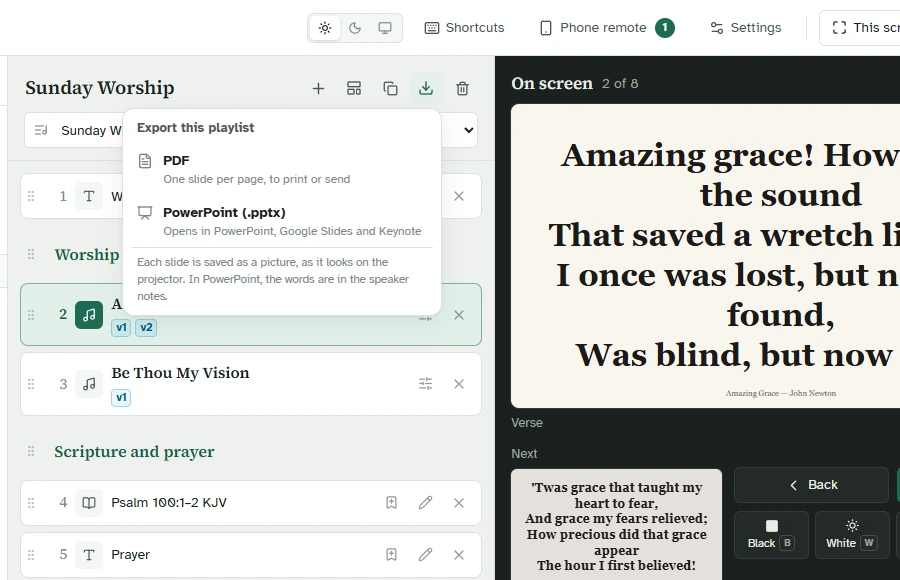 Shortcuts
Phone remote 1
Settings
Sunday Worship
Export this playlist
PDF
One slide per page, to print or send
PowerPoint (.pptx)
Opens in PowerPoint, Google Slides and Keynote
Each slide is saved as a picture, as it looks on the
projector. In PowerPoint, the words are in the speaker
notes.
1
Worship
2
v1 v2
3 Be Thou My Vision
v1
Scripture and prayer
4 Psalm 100:1–2 KJV
5 Prayer
On screen 2 of 8
Amazing grace! How
the sound
That saved a wretch
I once was lost, but
found,
Was blind, but now
Amazing Grace — John Newton
Verse
Next
'Twas grace that taught my
heart to fear,
And grace my fears relieved;
How precious did that grace
appear
The hour I first believed!
Back
Black B
White W